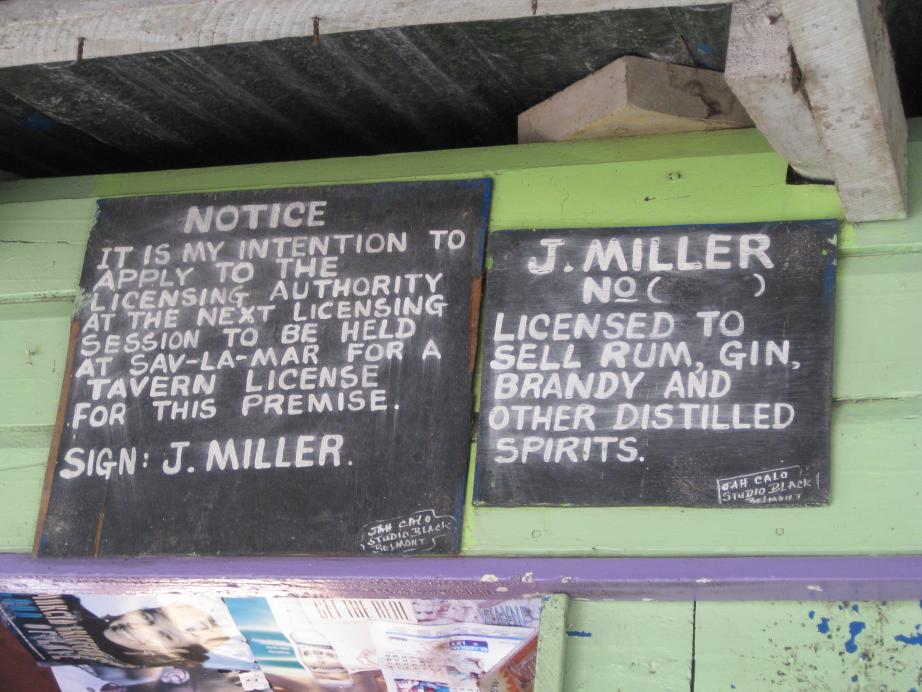 NOTICE
IT IS MY INTENTION TO
APPLY TO THE
LICENSING AUTHORITY
AT THE NEXT LICENSING
SESSION TO BE HELD
AT SAV-LA-MAR FOR A
TAVERN LICENSE
FOR THIS PREMISE.
SIGN: J. MILLER.
JAH CALO
STUDIO BLACK
BELMONT
J. MILLER
NO ( )
LICENSED TO
SELL RUM, GIN,
BRANDY AND
OTHER DISTILLED
SPIRITS.
JAH CALO
STUDIO BLACK
BELMONT